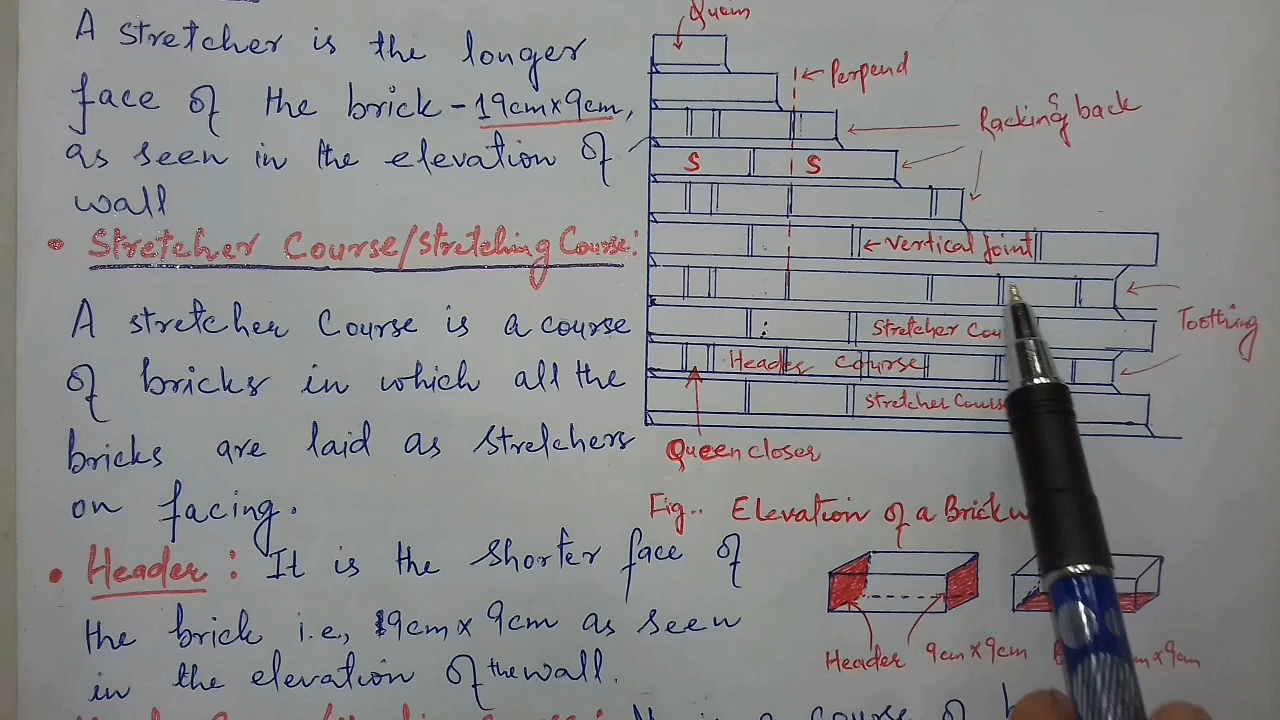 A stretcher is the longer
face of the brick - 19cm x 9cm,
as seen in the elevation of
wall
• Stretcher Course/Stretching Course:
A stretcher Course is a course
of bricks in which all the
bricks are laid as stretchers
on facing.
• Header: It is the shorter face of
the brick i.e., 9cm x 9cm as seen
in the elevation of the wall.
Quoin
Perpend
Racking back
S S
Vertical Joint
Toothing
Stretcher Cou
Header Course
Stretcher Cours
Queen closer
Fig.. Elevation of a Brickw
Header 9cm x 9cm
m x 9cm